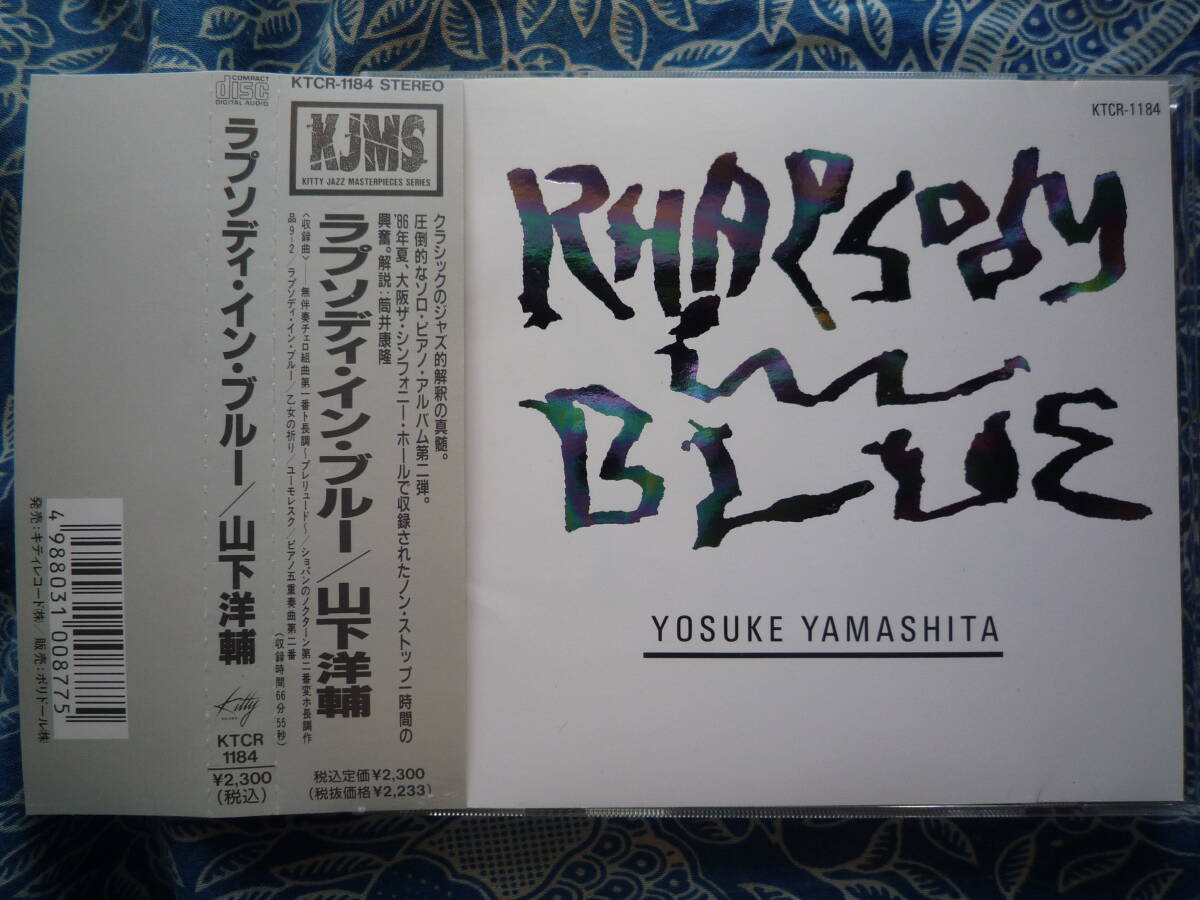 COMPACT
disc
DIGITAL AUDIO
ラプソディ・イン・ブルー/山下洋輔
Kitty
KTCR
1184
¥2,300
(税込)
4 988031 008775
発売:キティレコード(株) 販売:ポリドール(株)
KTCR-1184 STEREO
KJMS
KITTY JAZZ MASTERPIECES SERIES
クラシックのジャズ的解釈の真髄。
圧倒的なソロ・ピアノ・アルバム第二弾。
'86年夏、大阪ザ・シンフォニー・ホールで収録されたノン・ストップ一時間の
興奮。解説:筒井康隆
ラプソディ・イン・ブルー/山下洋輔
〈収録曲〉──無伴奏チェロ組曲第一番ト長調〜プレリュード〜/ショパンのノクターン第二番変ホ長調作
品9-2/ラプソディ・イン・ブルー/乙女の祈り/ユーモレスク/ピアノ五重奏曲第二番
(収録時間66分55秒)
税込定価¥2,300
(税抜価格¥2,233)
KTCR-1184
RHAPSODY
in
BLUE
YOSUKE YAMASHITA